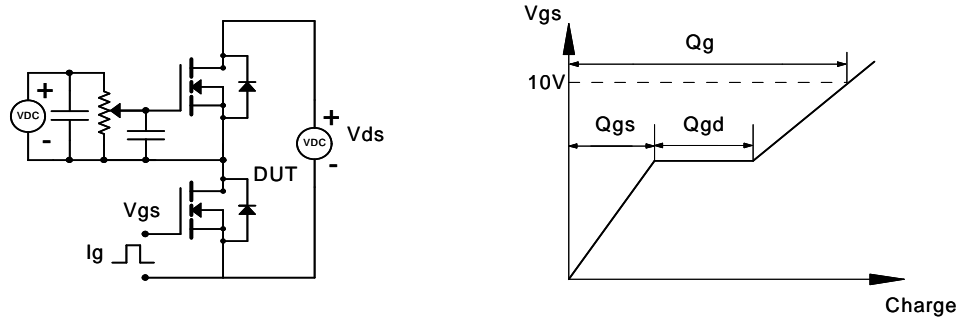 +
VDC
-
Vgs
Ig
DUT
+
VDC
-
Vds
Vgs
Qg
10V
Qgs
Qgd
Charge